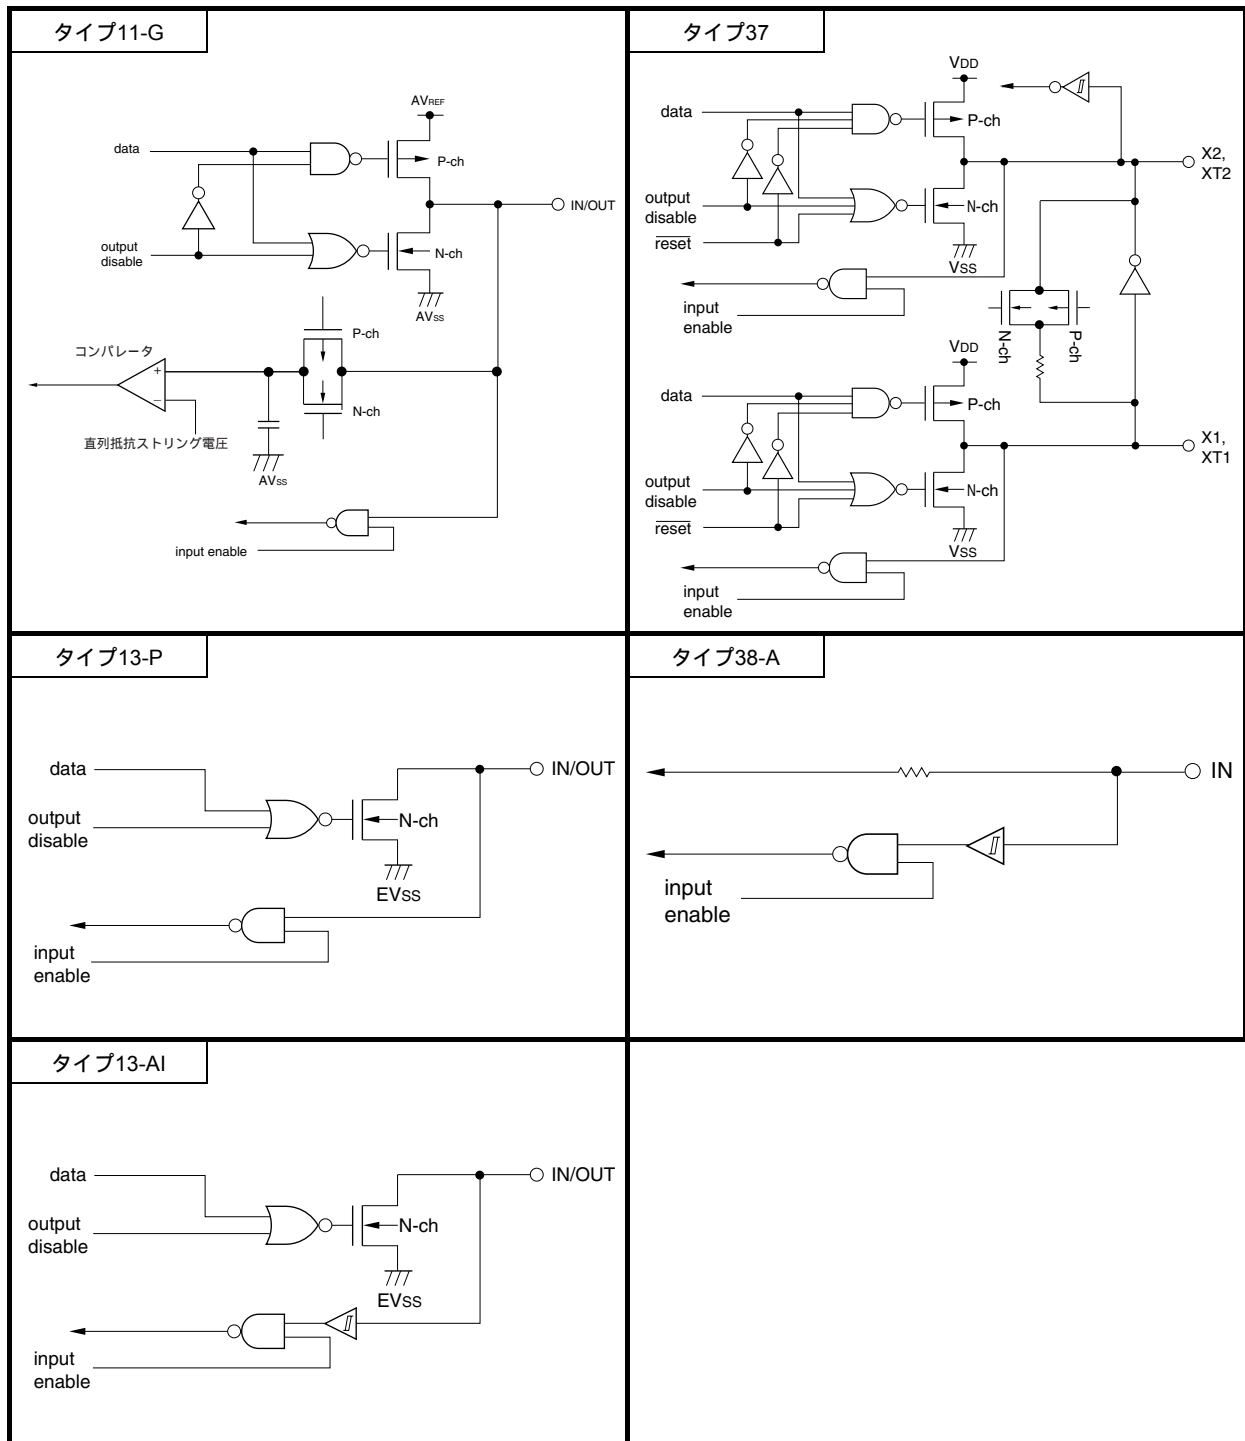 タイプ11-G
AVREF
data
P-ch
IN/OUT
output
disable
N-ch
AVss
P-ch
コンパレータ
+
−
N-ch
直列抵抗ストリング電圧
AVss
input enable
タイプ37
VDD
data
P-ch
X2,
XT2
output
disable
N-ch
reset
VSS
input
enable
N-ch
P-ch
VDD
data
P-ch
X1,
XT1
output
disable
N-ch
reset
VSS
input
enable
タイプ13-P
data
IN/OUT
output
disable
N-ch
EVSS
input
enable
タイプ38-A
IN
input
enable
タイプ13-AI
data
IN/OUT
output
disable
N-ch
EVSS
input
enable